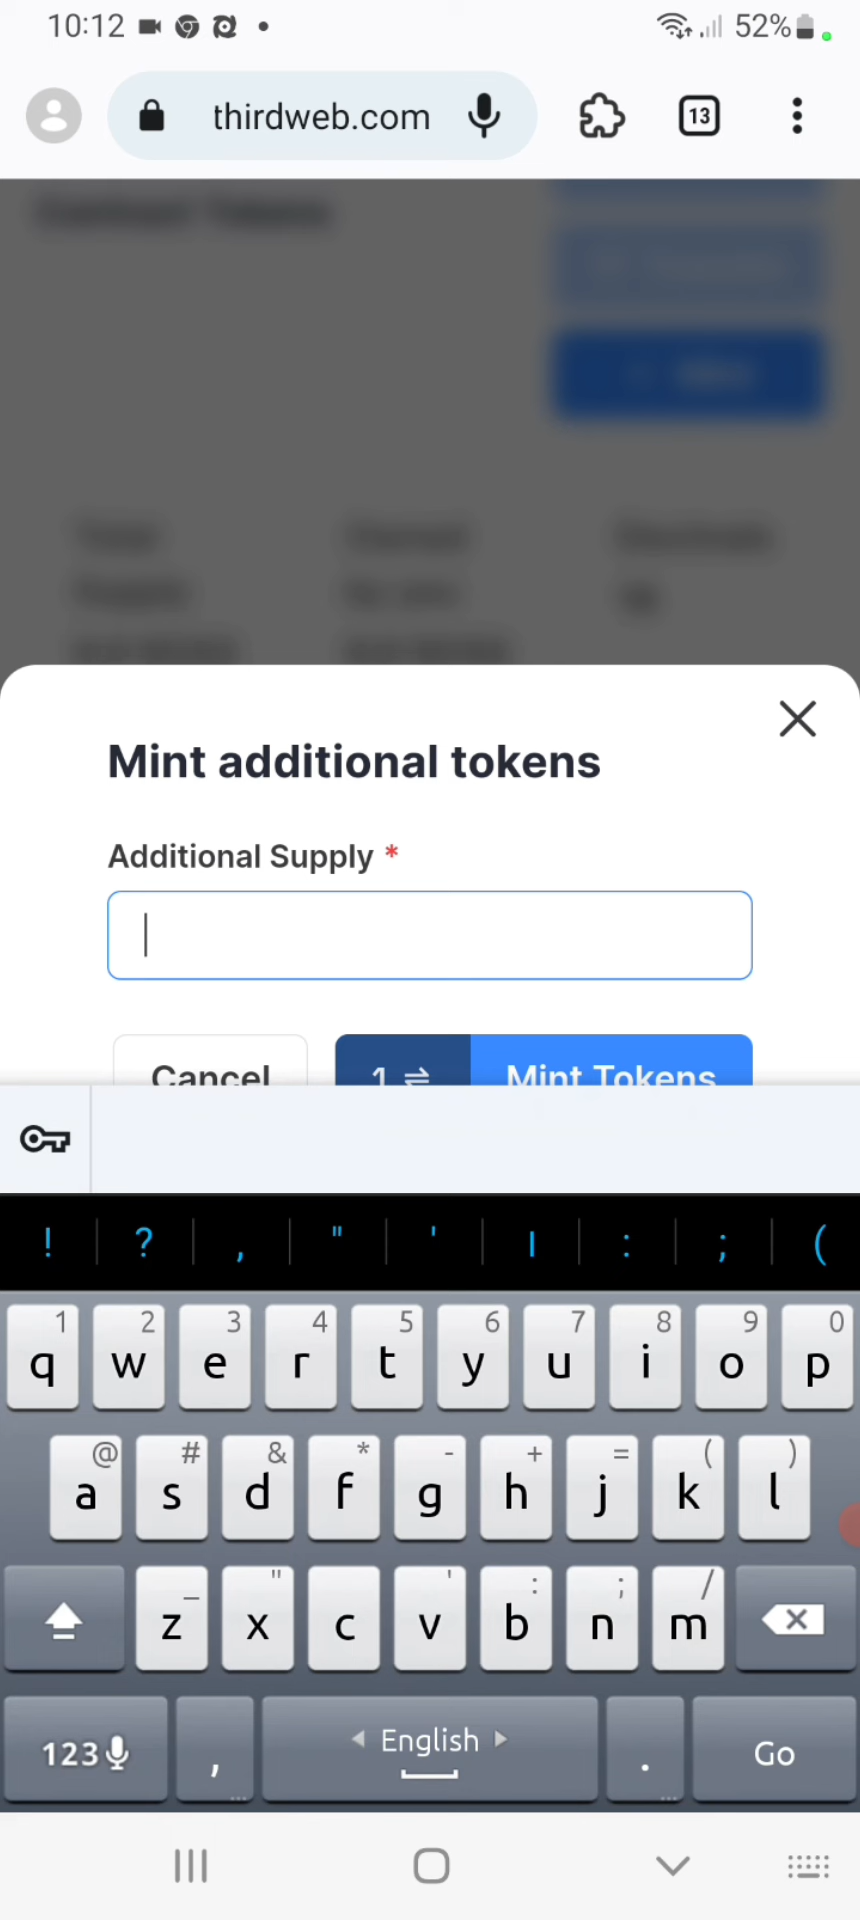 10:12 52%
thirdweb.com 13
Mint additional tokens
Additional Supply *
Cancel 1 ⇌ Mint Tokens
! ? , " ' I : ; (
1 2 3 4 5 6 7 8 9 0
q w e r t y u i o p
@ # & * - + = ( )
a s d f g h j k l
_ " ' : ; /
z x c v b n m
123 , English . Go